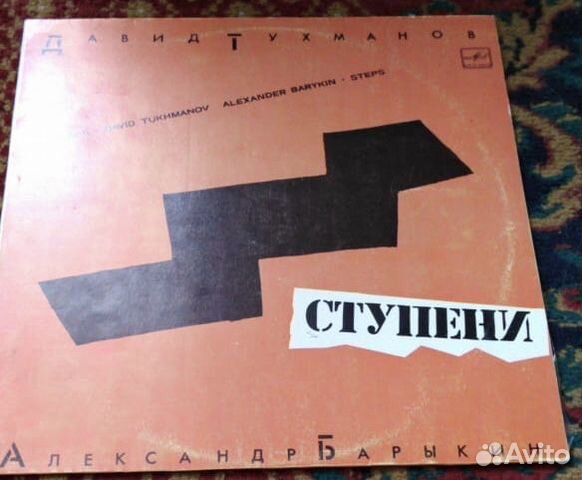 ДАВИД ТУХМАНОВ
DAVID TUKHMANOV ALEXANDER BARYKIN · STEPS
СТУПЕНИ
АЛЕКСАНДР БАРЫКИН
Avito